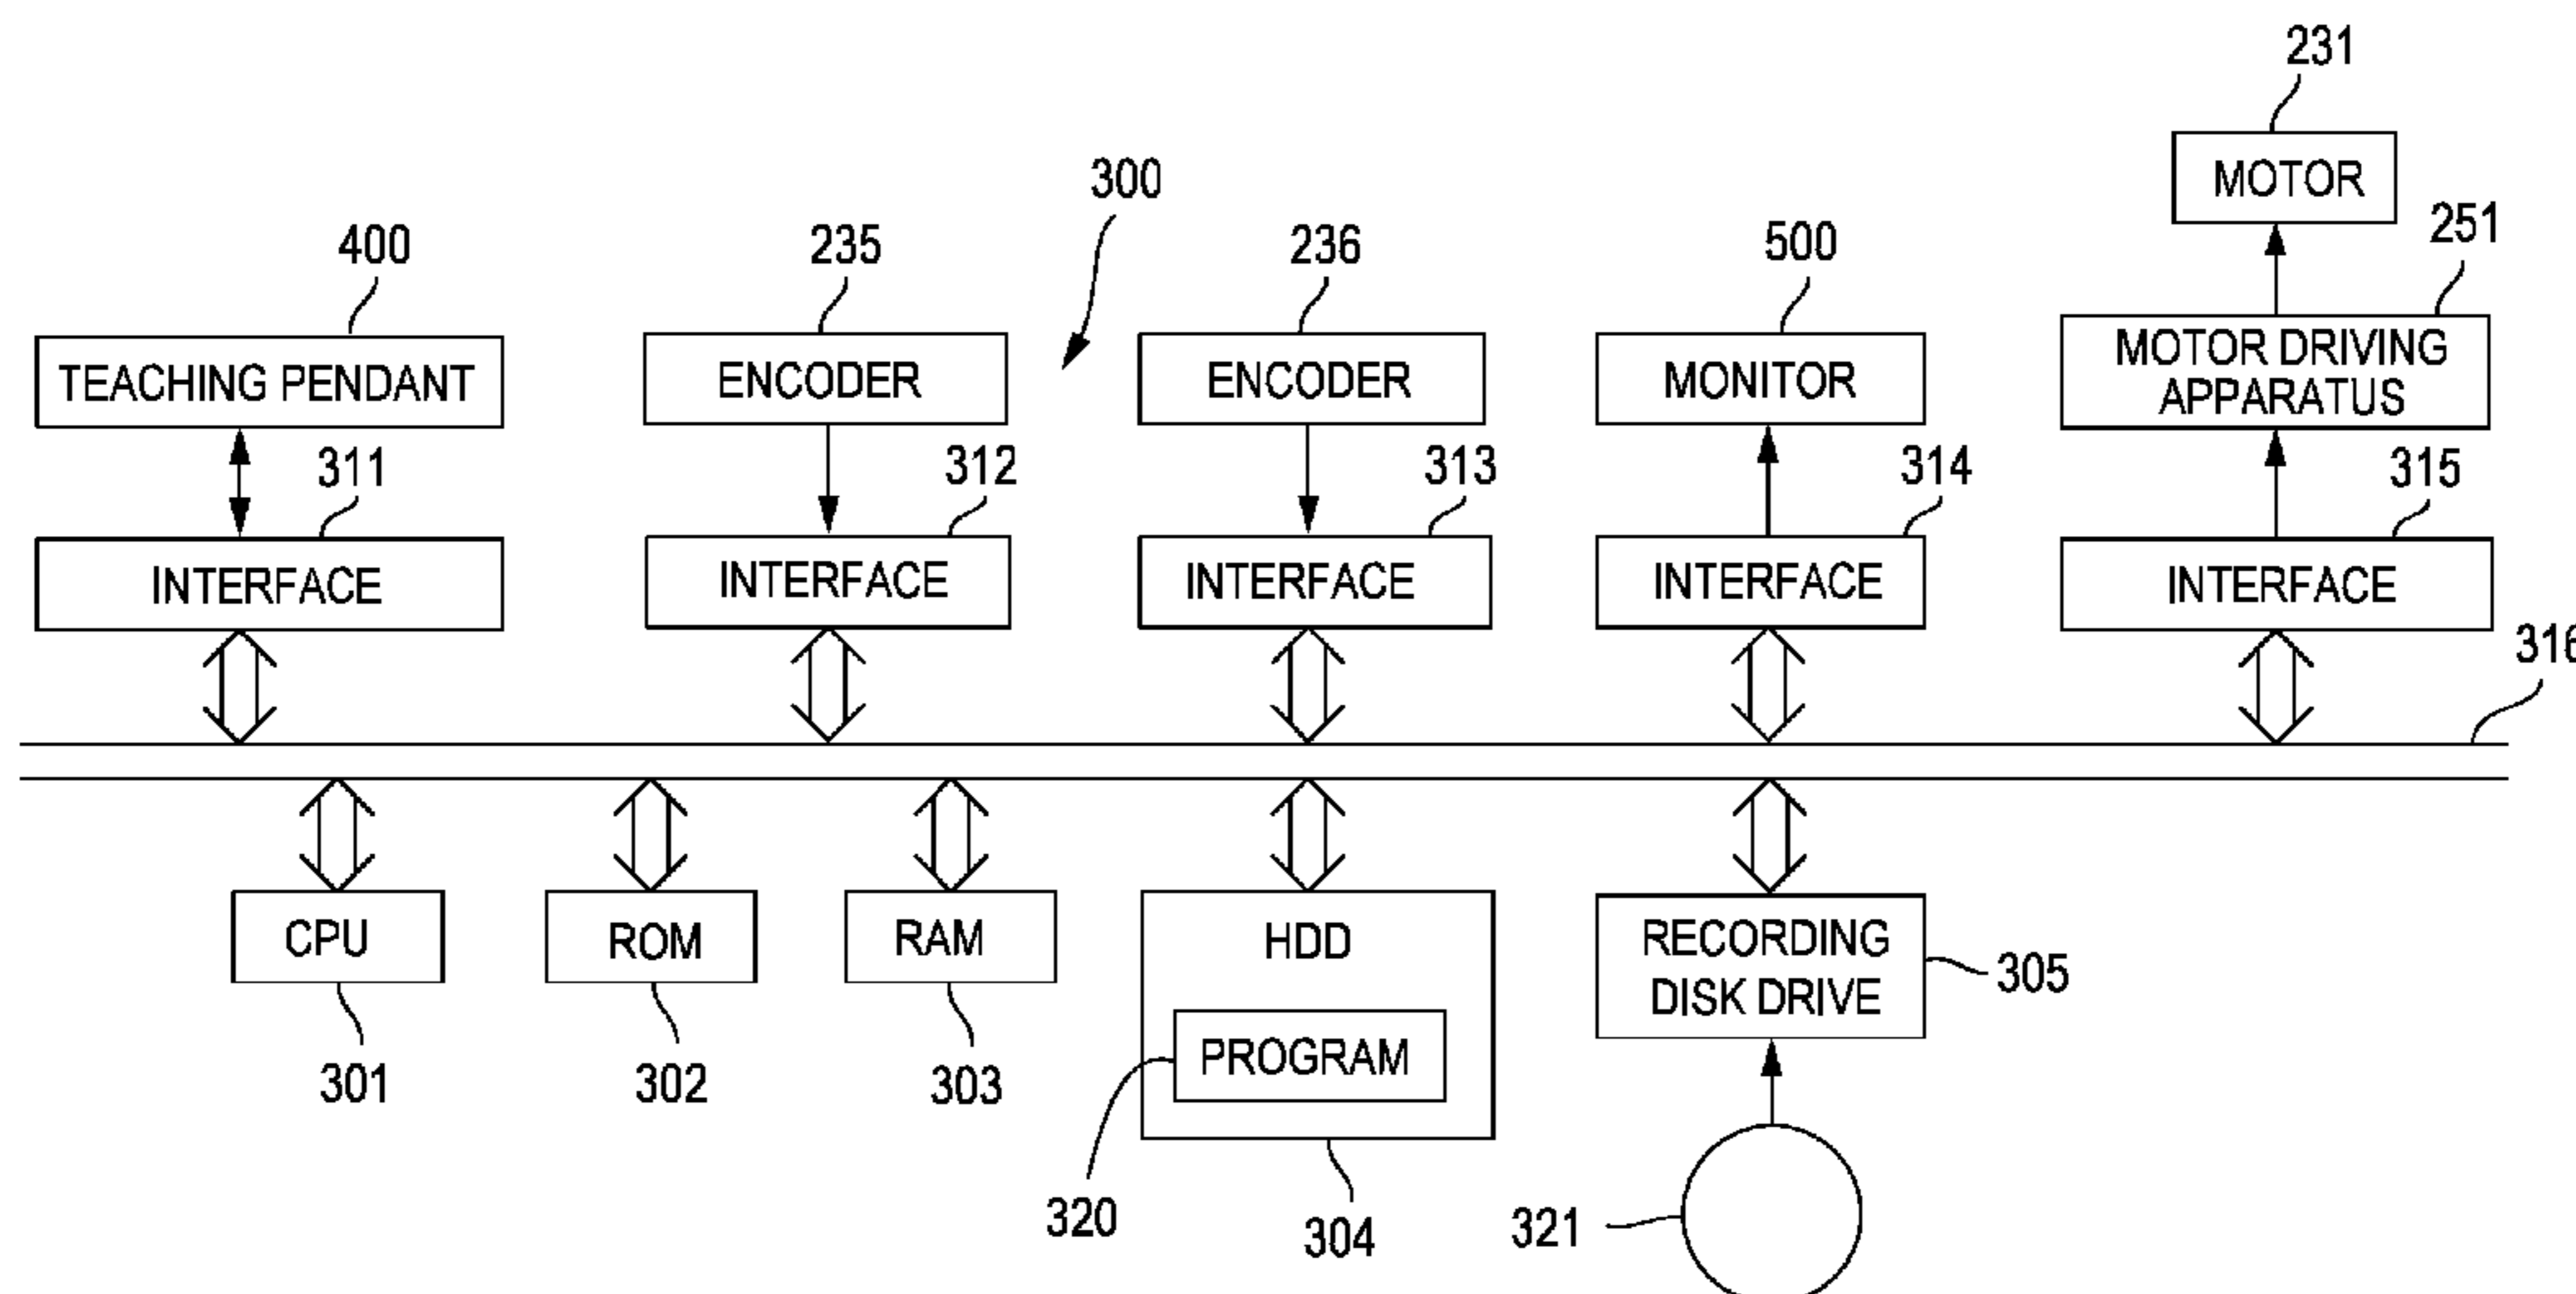 231
MOTOR
300
400
235
236
500
251
TEACHING PENDANT
ENCODER
ENCODER
MONITOR
MOTOR DRIVING
APPARATUS
311
312
313
314
315
INTERFACE
INTERFACE
INTERFACE
INTERFACE
INTERFACE
316
CPU
ROM
RAM
HDD
RECORDING
DISK DRIVE
305
PROGRAM
301
302
303
320
304
321